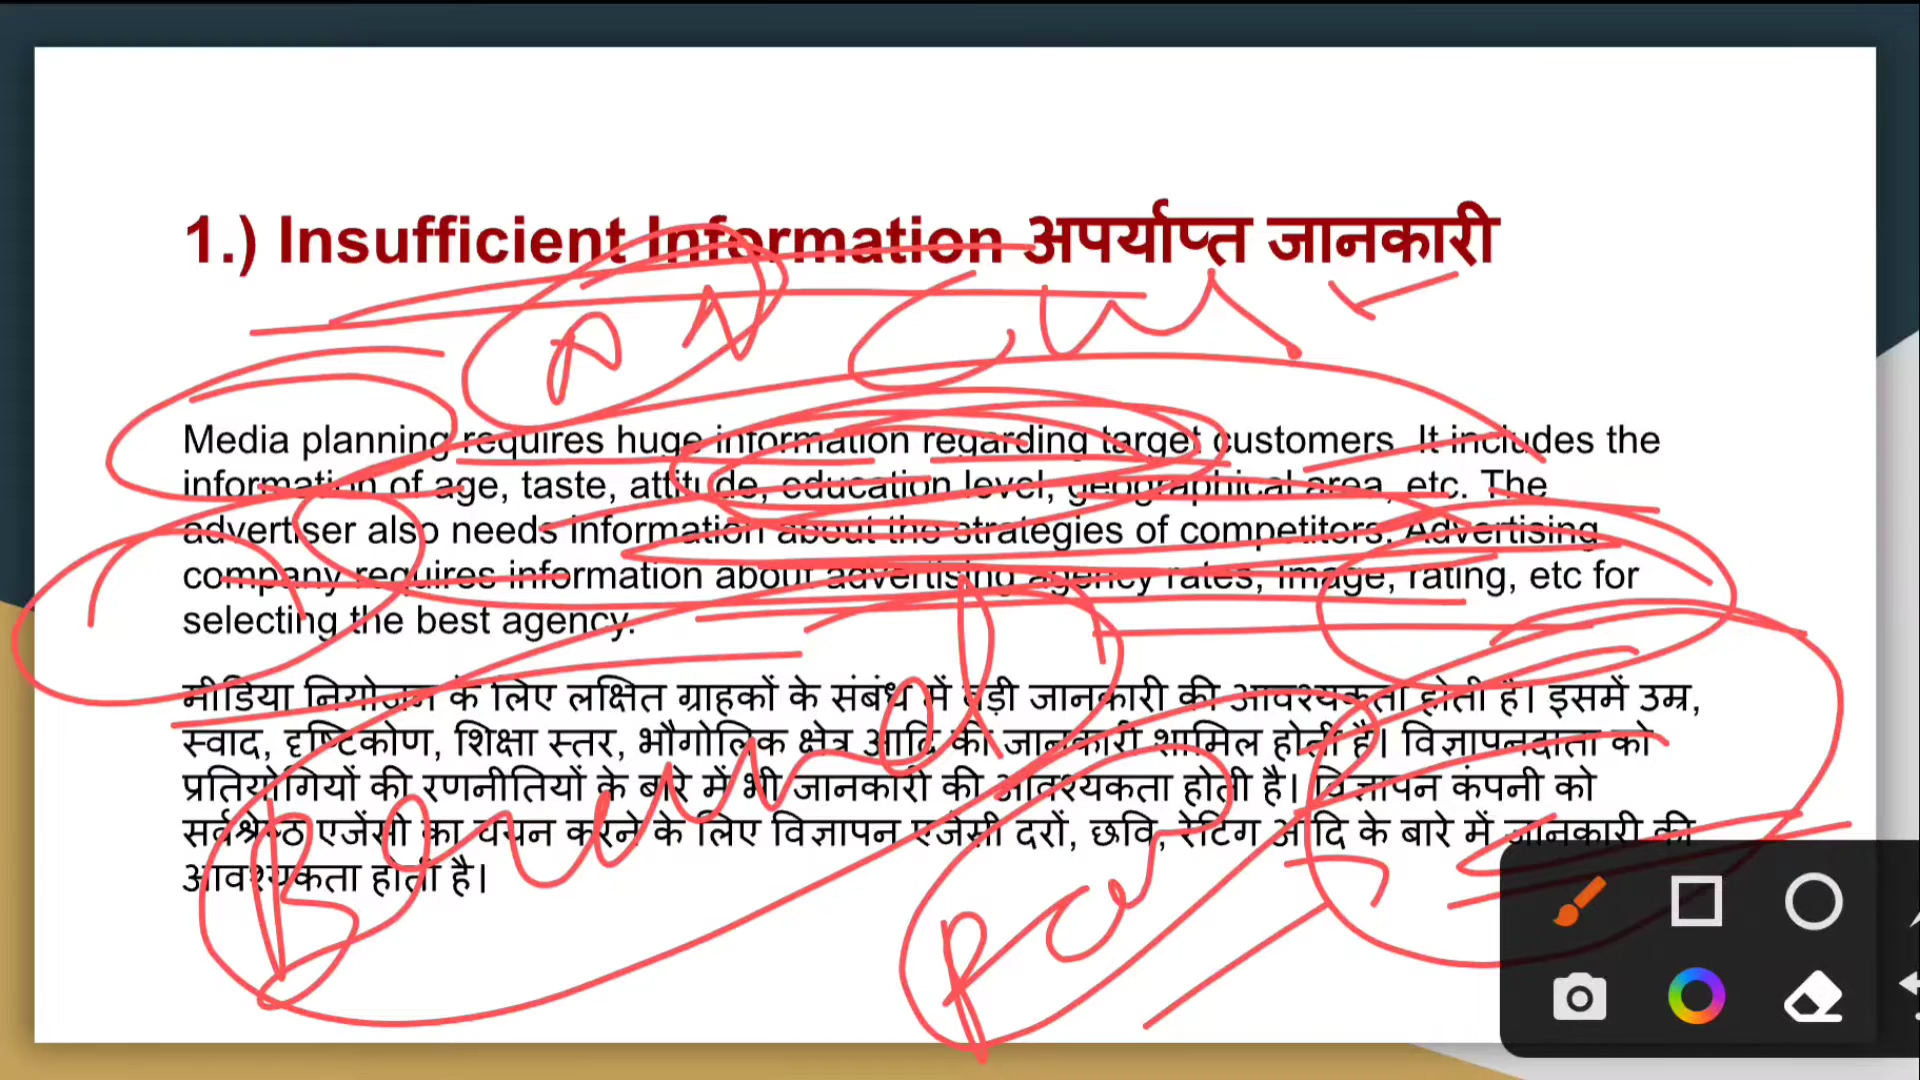 1.) Insufficient Information अपर्याप्त जानकारी
Media planning requires huge information regarding target customers. It includes the
information of age, taste, attitude, education level, geographical area, etc. The
advertiser also needs information about the strategies of competitors. Advertising
company requires information about advertising agency rates, image, rating, etc for
selecting the best agency.
मीडिया नियोजन के लिए लक्षित ग्राहकों के संबंध में बड़ी जानकारी की आवश्यकता होती है। इसमें उम्र,
स्वाद, दृष्टिकोण, शिक्षा स्तर, भौगोलिक क्षेत्र आदि की जानकारी शामिल होती है। विज्ञापनदाता को
प्रतियोगियों की रणनीतियों के बारे में भी जानकारी की आवश्यकता होती है। विज्ञापन कंपनी को
सर्वश्रेष्ठ एजेंसी का चयन करने के लिए विज्ञापन एजेंसी दरों, छवि, रेटिंग आदि के बारे में जानकारी की
आवश्यकता होती है।